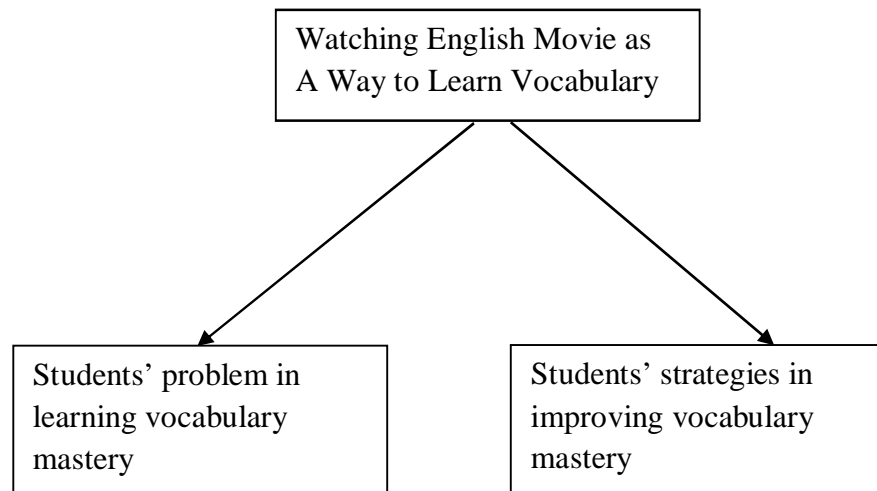 Watching English Movie as
A Way to Learn Vocabulary
Students’ problem in
learning vocabulary
mastery
Students’ strategies in
improving vocabulary
mastery